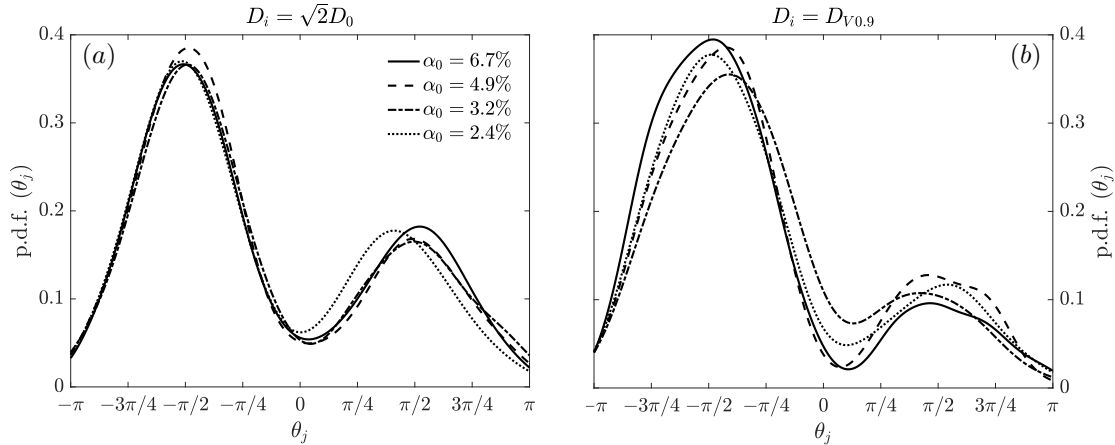 D_i = √2D_0
D_i = D_{V0.9}
(a)
α_0 = 6.7%
α_0 = 4.9%
α_0 = 3.2%
α_0 = 2.4%
(b)
0.4
0.3
0.2
0.1
0
p.d.f. (θ_j)
−π −3π/4 −π/2 −π/4 0 π/4 π/2 3π/4 π
θ_j
0.4
0.3
0.2
0.1
0
p.d.f. (θ_j)
−π −3π/4 −π/2 −π/4 0 π/4 π/2 3π/4 π
θ_j